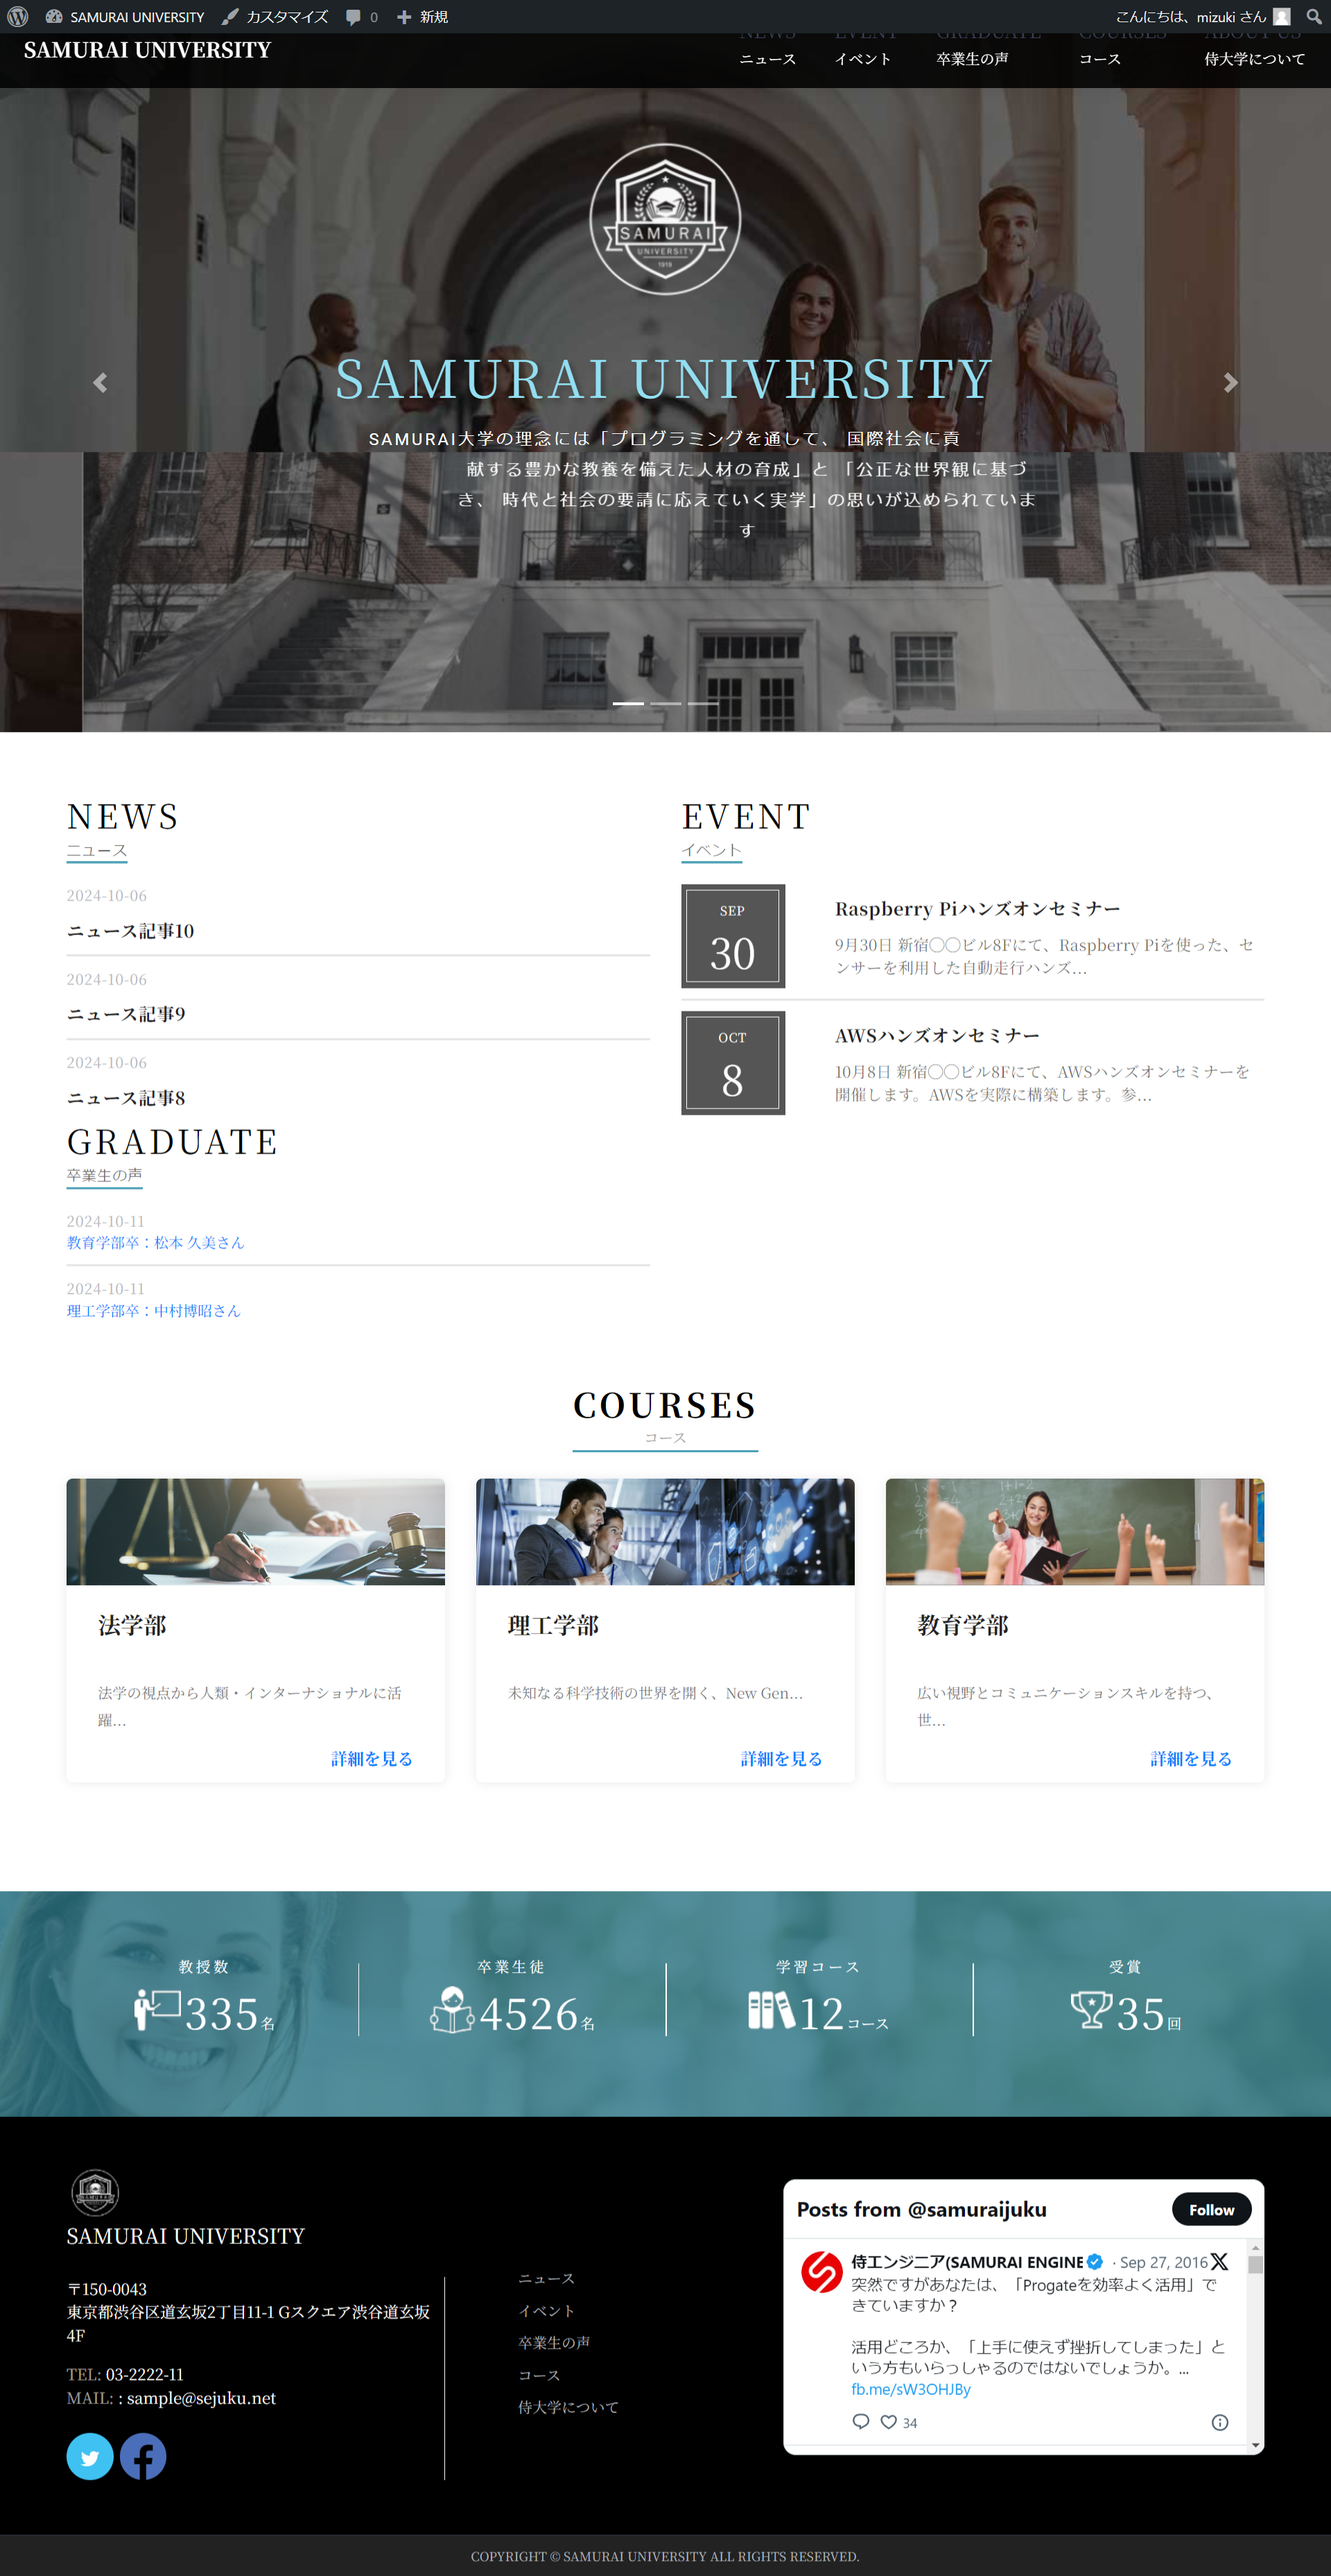 SAMURAI UNIVERSITY カスタマイズ 0 新規 こんにちは、mizuki さん
SAMURAI UNIVERSITY
NEWS EVENT GRADUATE COURSES ABOUT US
ニュース イベント 卒業生の声 コース 侍大学について
SAMURAI
UNIVERSITY
1919
SAMURAI UNIVERSITY
SAMURAI大学の理念には「プログラミングを通して、 国際社会に貢
献する豊かな教養を備えた人材の育成」と 「公正な世界観に基づ
き、 時代と社会の要請に応えていく実学」の思いが込められていま
す
NEWS
ニュース
2024-10-06
ニュース記事10
2024-10-06
ニュース記事9
2024-10-06
ニュース記事8
EVENT
イベント
SEP
30
Raspberry Piハンズオンセミナー
9月30日 新宿〇〇ビル8Fにて、Raspberry Piを使った、セ
ンサーを利用した自動走行ハンズ...
OCT
8
AWSハンズオンセミナー
10月8日 新宿〇〇ビル8Fにて、AWSハンズオンセミナーを
開催します。AWSを実際に構築します。参...
GRADUATE
卒業生の声
2024-10-11
教育学部卒：松本 久美さん
2024-10-11
理工学部卒：中村博昭さん
COURSES
コース
法学部
法学の視点から人類・インターナショナルに活
躍...
詳細を見る
理工学部
未知なる科学技術の世界を開く、New Gen...
詳細を見る
教育学部
広い視野とコミュニケーションスキルを持つ、
世...
詳細を見る
教授数
335名
卒業生徒
4526名
学習コース
12コース
受賞
35回
SAMURAI UNIVERSITY
〒150-0043
東京都渋谷区道玄坂2丁目11-1 Gスクエア渋谷道玄坂
4F
TEL: 03-2222-11
MAIL: : sample@sejuku.net
ニュース
イベント
卒業生の声
コース
侍大学について
Posts from @samuraijuku
Follow
侍エンジニア(SAMURAI ENGINE · Sep 27, 2016
突然ですがあなたは、「Progateを効率よく活用」で
きていますか？
活用どころか、「上手に使えず挫折してしまった」と
いう方もいらっしゃるのではないでしょうか。...
fb.me/sW3OHJBy
34
COPYRIGHT © SAMURAI UNIVERSITY ALL RIGHTS RESERVED.